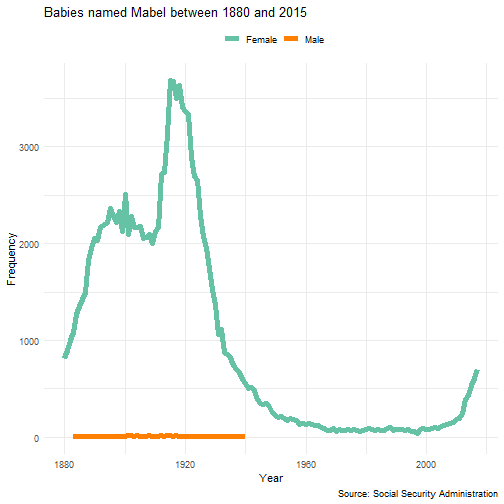 Babies named Mabel between 1880 and 2015
Female Male
3000
2000
1000
0
Frequency
1880 1920 1960 2000
Year
Source: Social Security Administration